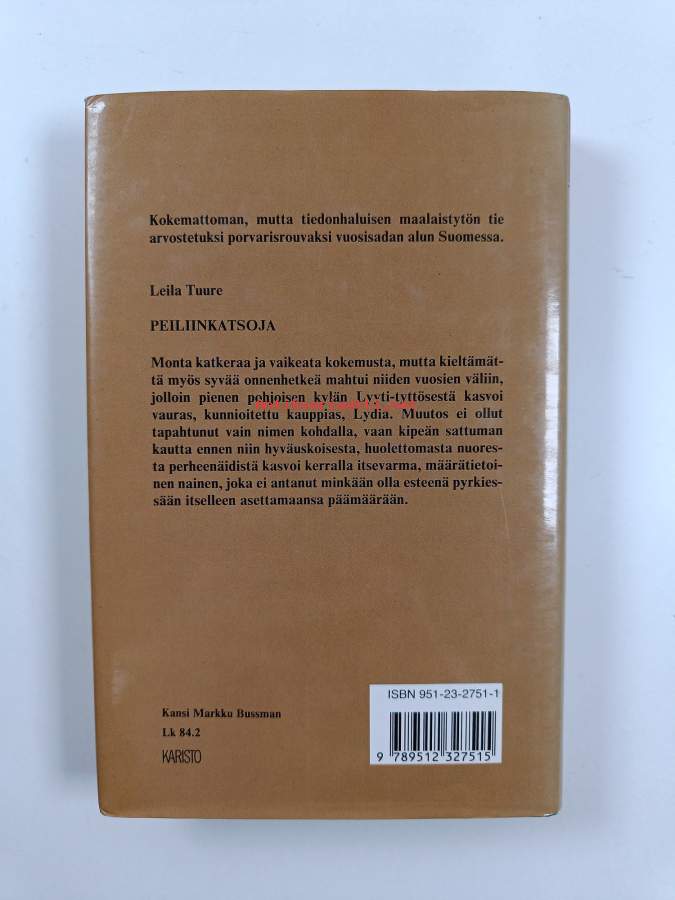 Kokemattoman, mutta tiedonhaluisen maalaistytön tie
arvostetuksi porvarisrouvaksi vuosisadan alun Suomessa.
Leila Tuure
PEILIINKATSOJA
Monta katkeraa ja vaikeata kokemusta, mutta kieltämät-
tä myös syvää onnenhetkeä mahtui niiden vuosien väliin,
jolloin pienen pohjoisen kylän Lyyti-tyttösestä kasvoi
vauras, kunnioitettu kauppias, Lydia. Muutos ei ollut
tapahtunut vain nimen kohdalla, vaan kipeän sattuman
kautta ennen niin hyväuskoisesta, huolettomasta nuores-
ta perheenäidistä kasvoi kerralla itsevarma, määrätietoi-
nen nainen, joka ei antanut minkään olla esteenä pyrkies-
sään itselleen asettamaansa päämäärään.
ISBN 951-23-2751-1
Kansi Markku Bussman
Lk 84.2
KARISTO
9 789512 327515